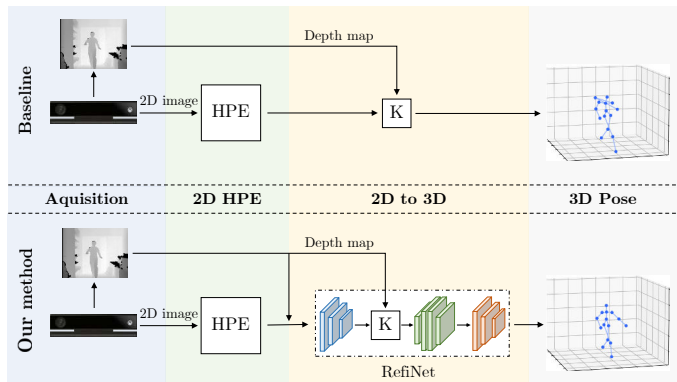 Baseline
Depth map
2D image
HPE
K
Aquisition
2D HPE
2D to 3D
3D Pose
Our method
Depth map
2D image
HPE
K
RefiNet